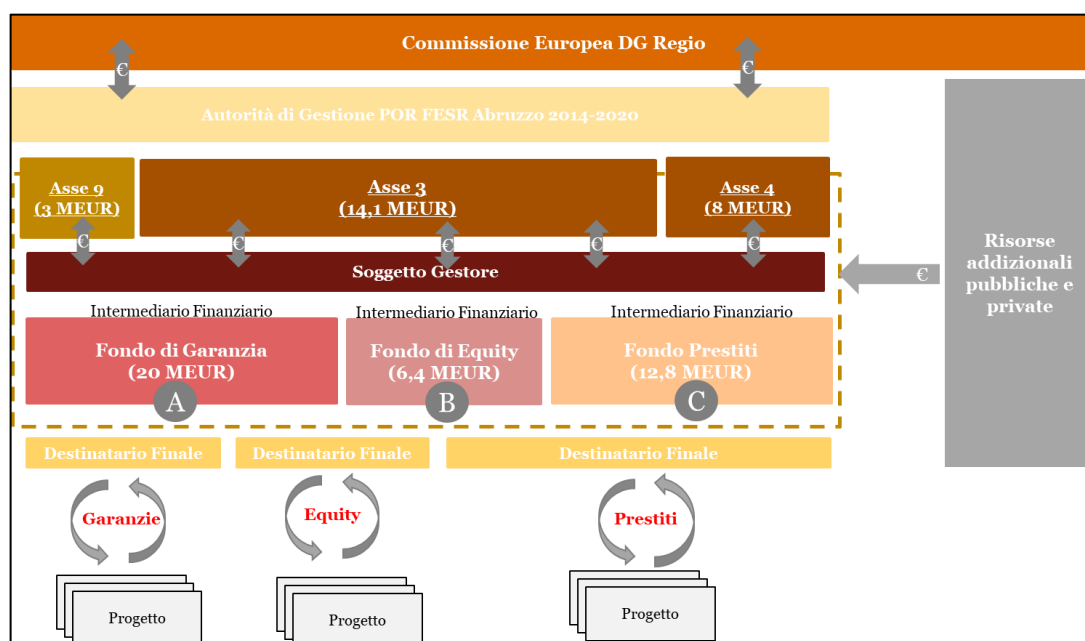 Commissione Europea DG Regio
€
€
Autorità di Gestione POR FESR Abruzzo 2014-2020
Asse 9
(3 MEUR)
Asse 3
(14,1 MEUR)
Asse 4
(8 MEUR)
€
€
€
€
€
Soggetto Gestore
Risorse
addizionali
pubbliche e
private
€
Intermediario Finanziario
Intermediario Finanziario
Intermediario Finanziario
Fondo di Garanzia
(20 MEUR)
Fondo di Equity
(6,4 MEUR)
Fondo Prestiti
(12,8 MEUR)
A
B
C
Destinatario Finale
Destinatario Finale
Destinatario Finale
Garanzie
Equity
Prestiti
Progetto
Progetto
Progetto